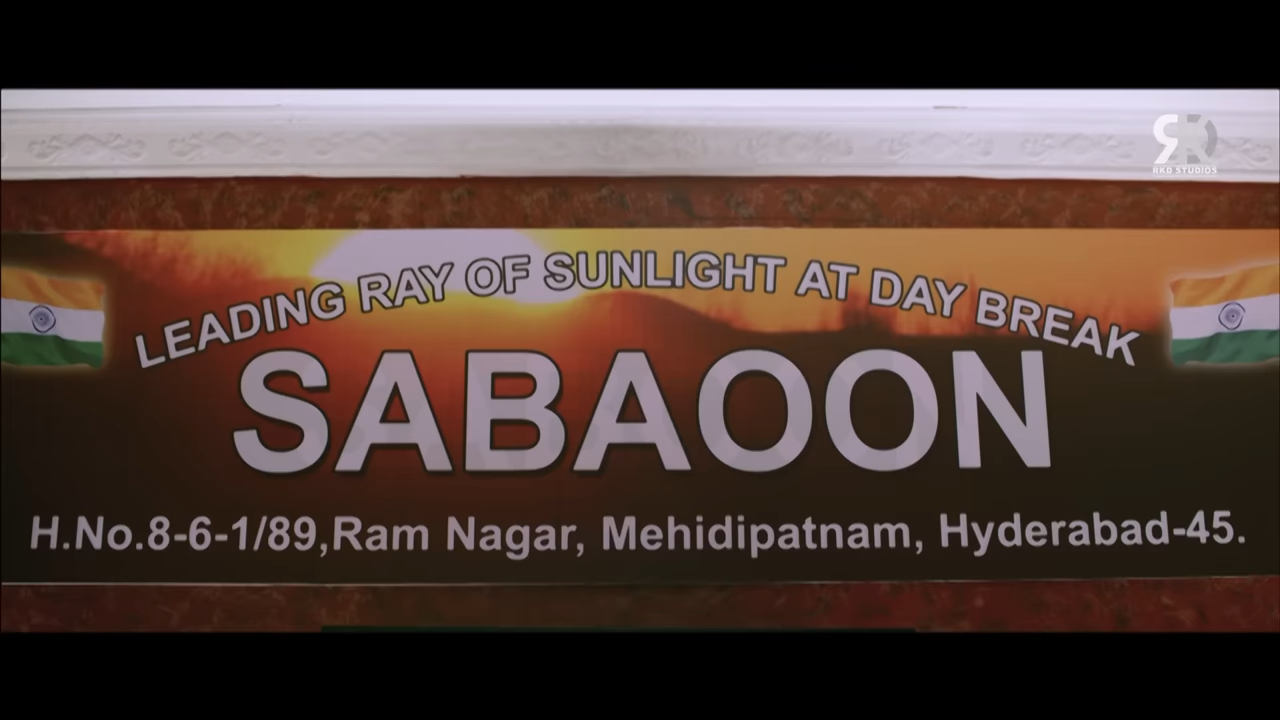 RKD STUDIOS
LEADING RAY OF SUNLIGHT AT DAY BREAK
SABAOON
H.No.8-6-1/89,Ram Nagar, Mehidipatnam, Hyderabad-45.